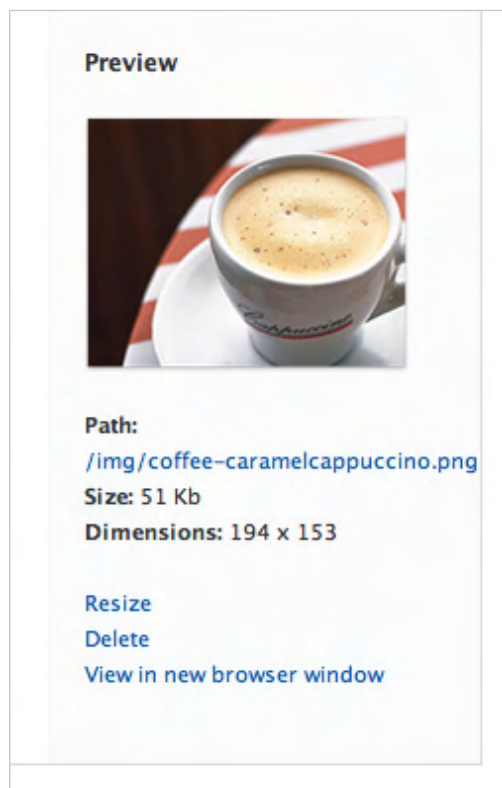 Preview
Cappuccino
Path:
/img/coffee-caramelcappuccino.png
Size: 51 Kb
Dimensions: 194 x 153
Resize
Delete
View in new browser window